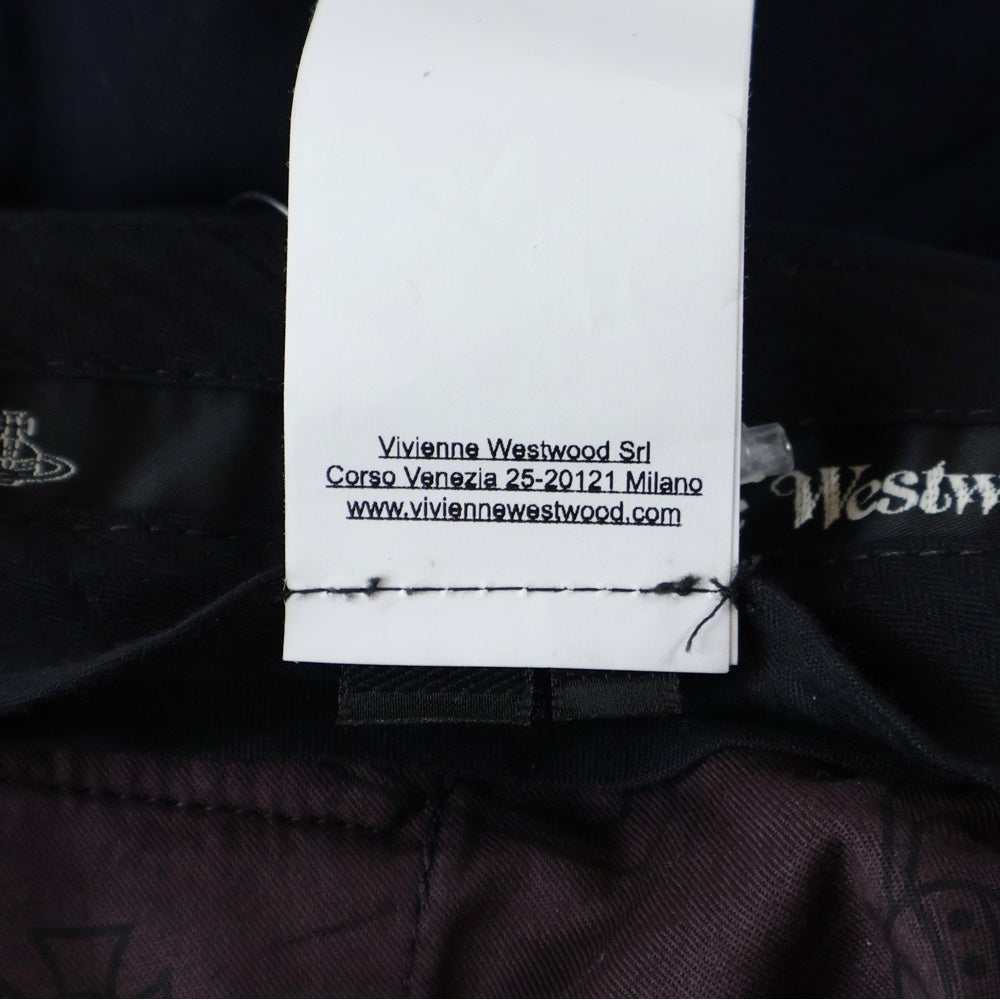 Vivienne Westwood Srl
Corso Venezia 25-20121 Milano
www.viviennewestwood.com
Westw